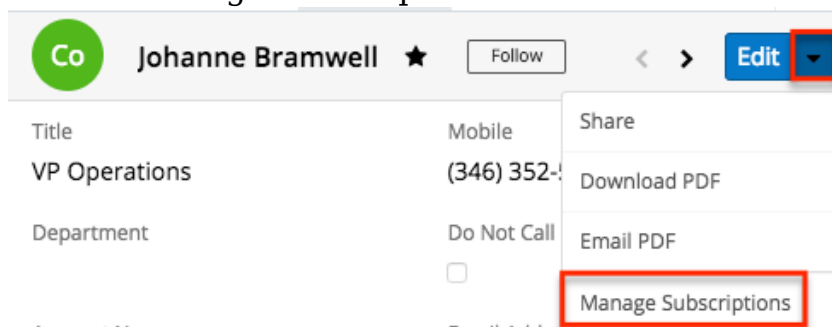 Co Johanne Bramwell ★ Follow < > Edit
Title Mobile Share
VP Operations (346) 352- Download PDF
Department Do Not Call Email PDF
Manage Subscriptions